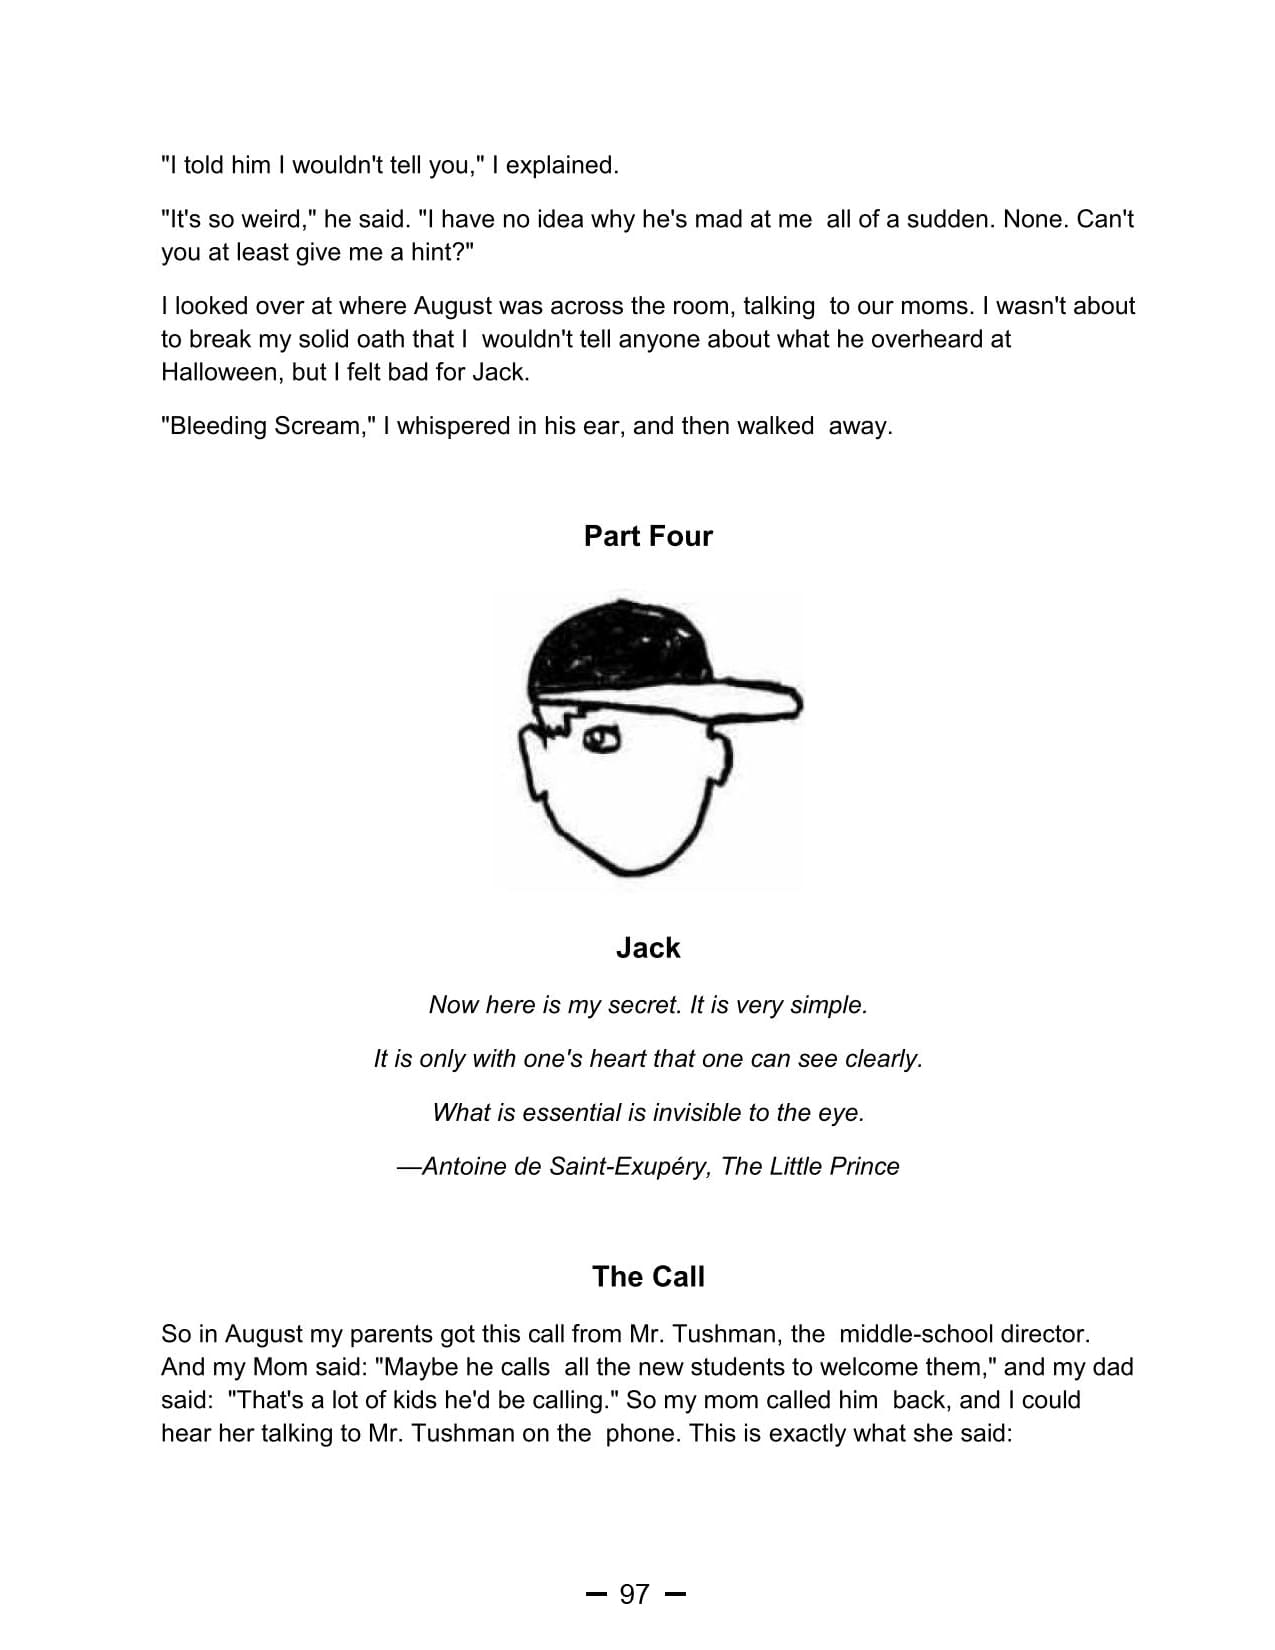 "I told him I wouldn't tell you," I explained.
"It's so weird," he said. "I have no idea why he's mad at me  all of a sudden. None. Can't
you at least give me a hint?"
I looked over at where August was across the room, talking  to our moms. I wasn't about
to break my solid oath that I  wouldn't tell anyone about what he overheard at
Halloween, but I felt bad for Jack.
"Bleeding Scream," I whispered in his ear, and then walked  away.
Part Four
Jack
Now here is my secret. It is very simple.
It is only with one's heart that one can see clearly.
What is essential is invisible to the eye.
—Antoine de Saint-Exupéry, The Little Prince
The Call
So in August my parents got this call from Mr. Tushman, the  middle-school director.
And my Mom said: "Maybe he calls  all the new students to welcome them," and my dad
said:  "That's a lot of kids he'd be calling." So my mom called him  back, and I could
hear her talking to Mr. Tushman on the  phone. This is exactly what she said:
— 97 —